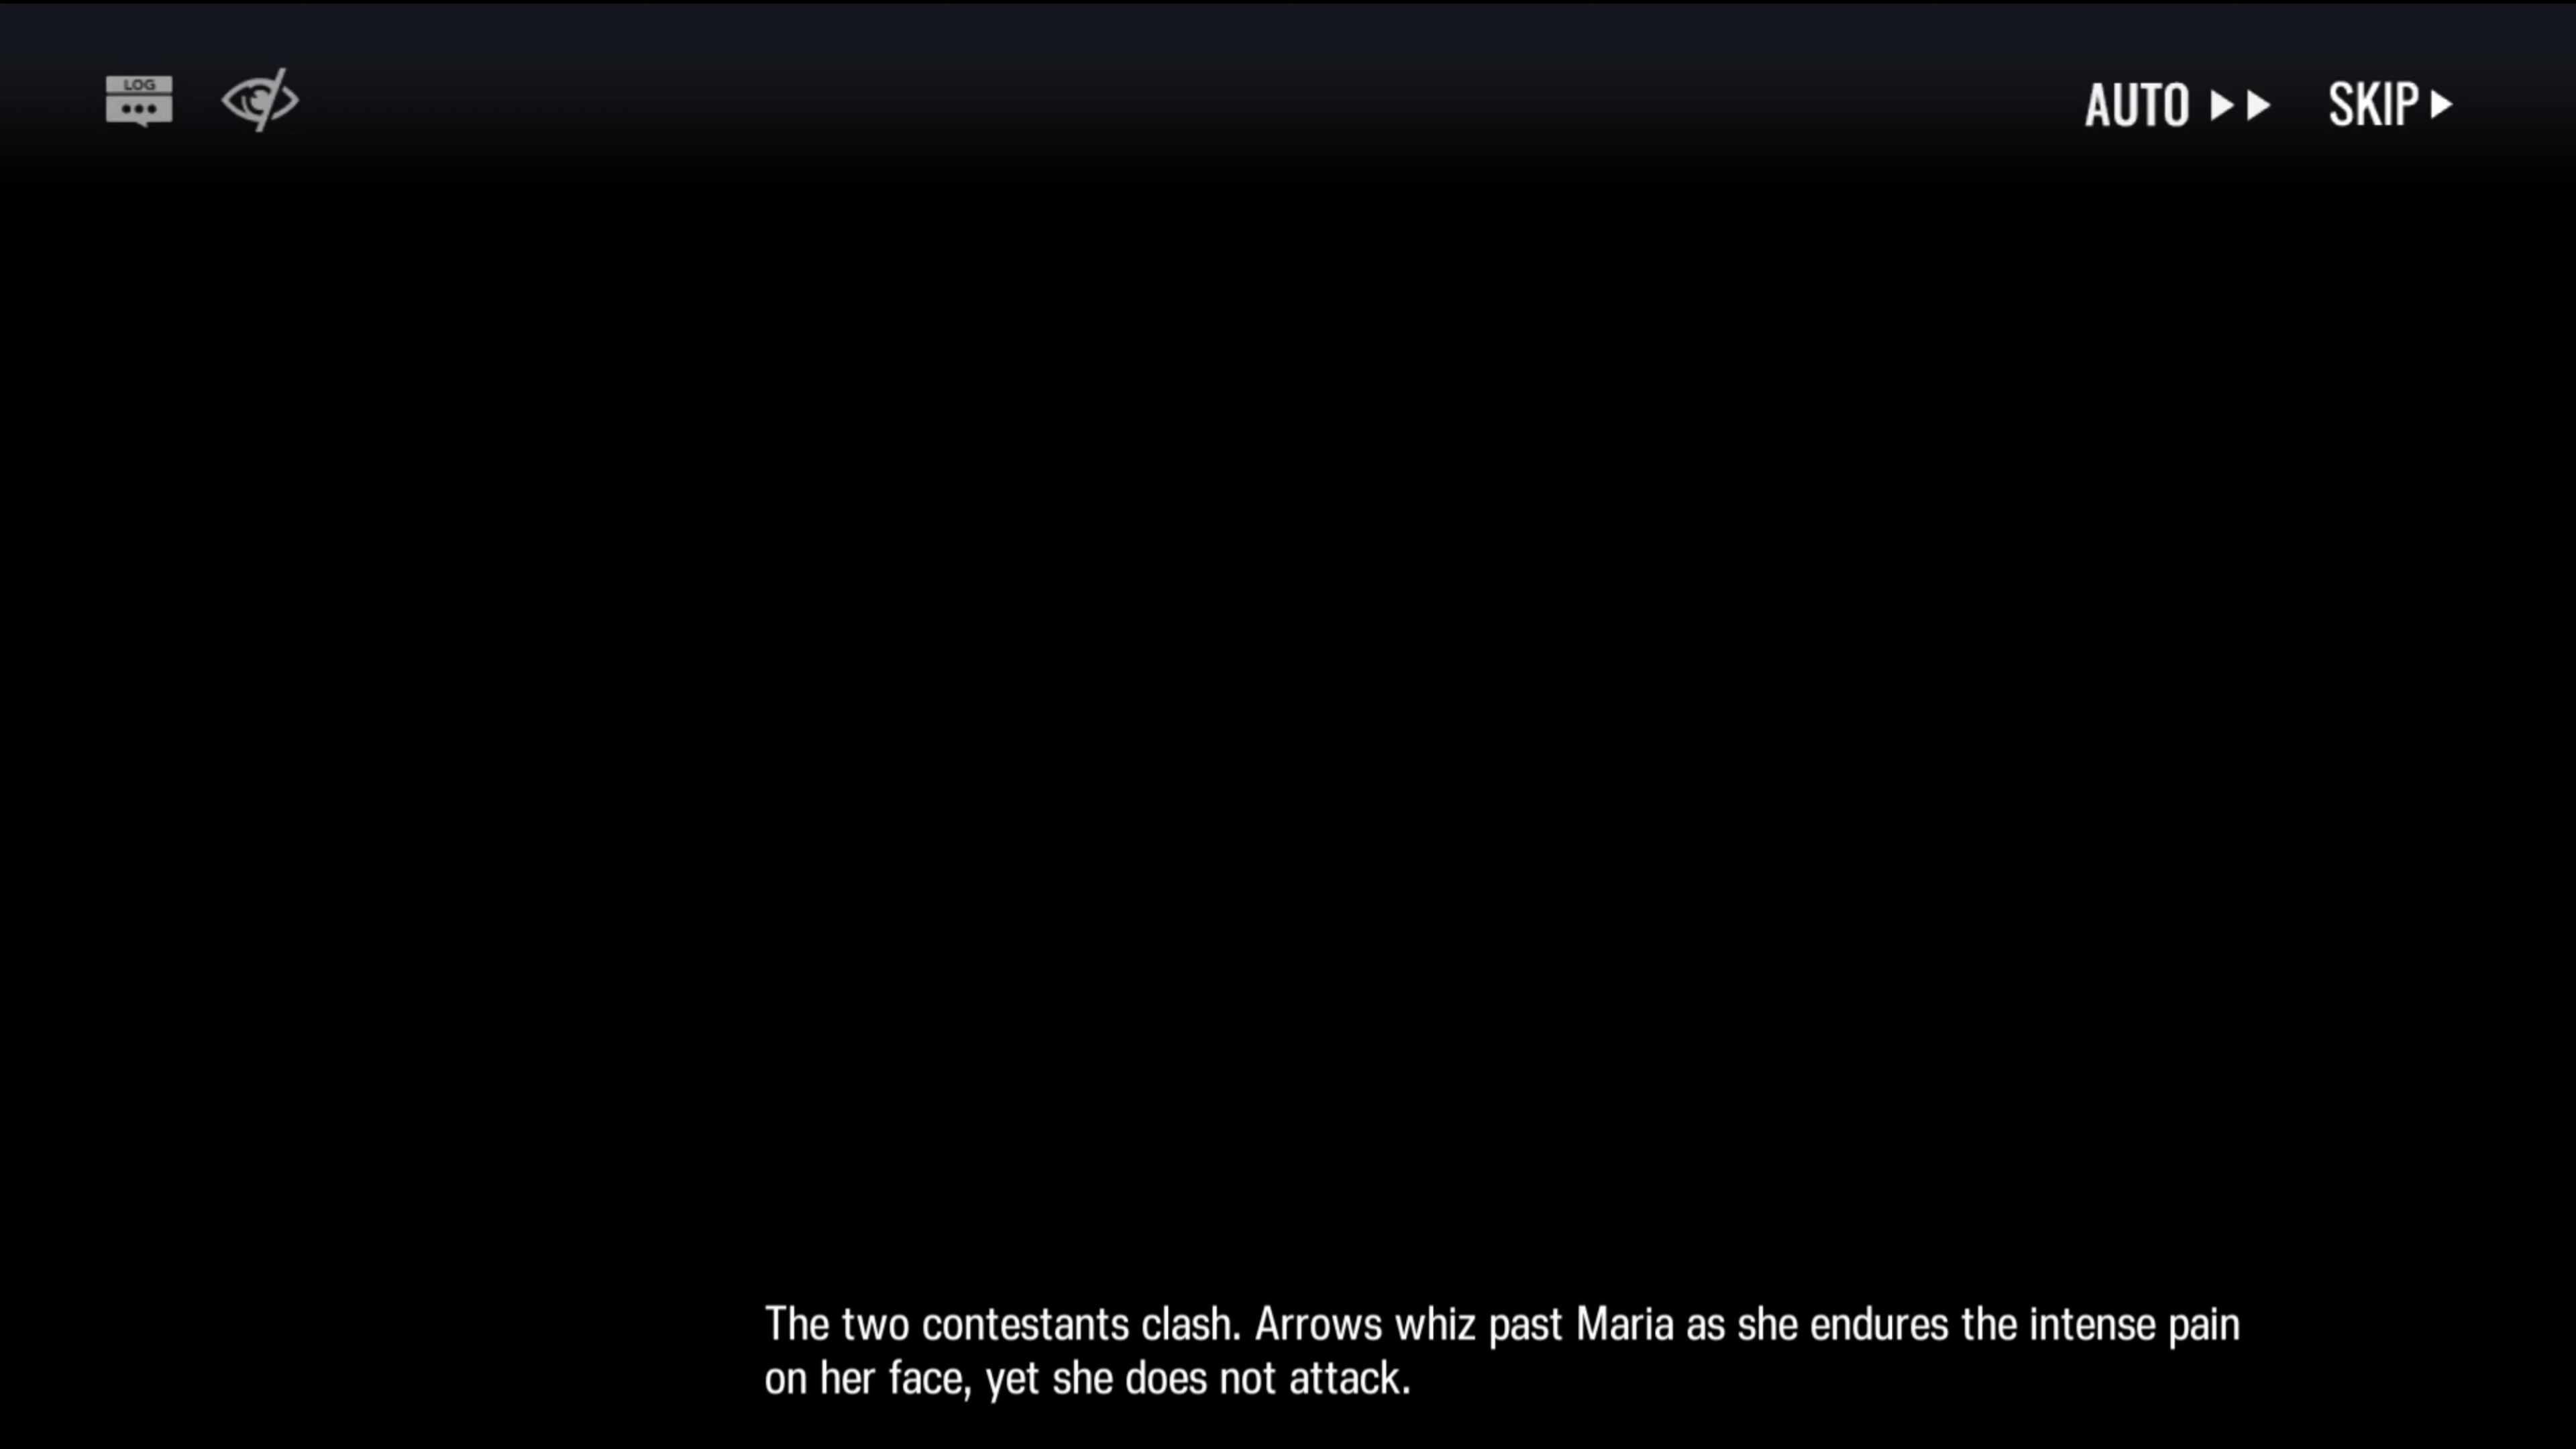 LOG
AUTO SKIP
The two contestants clash. Arrows whiz past Maria as she endures the intense pain
on her face, yet she does not attack.